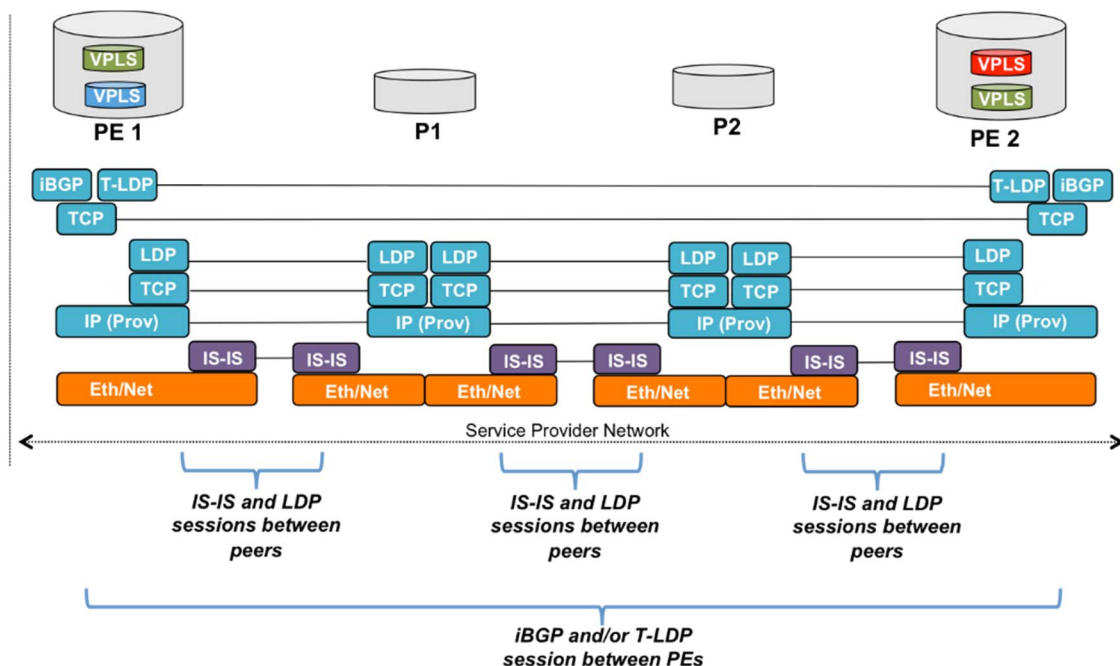 VPLS
VPLS
VPLS
VPLS
PE 1
P1
P2
PE 2
iBGP T-LDP T-LDP iBGP
TCP TCP
LDP LDP LDP LDP LDP LDP
TCP TCP TCP TCP TCP TCP
IP (Prov) IP (Prov) IP (Prov) IP (Prov)
IS-IS IS-IS IS-IS IS-IS IS-IS IS-IS
Eth/Net Eth/Net Eth/Net Eth/Net Eth/Net Eth/Net
Service Provider Network
IS-IS and LDP
sessions between
peers
IS-IS and LDP
sessions between
peers
IS-IS and LDP
sessions between
peers
iBGP and/or T-LDP
session between PEs